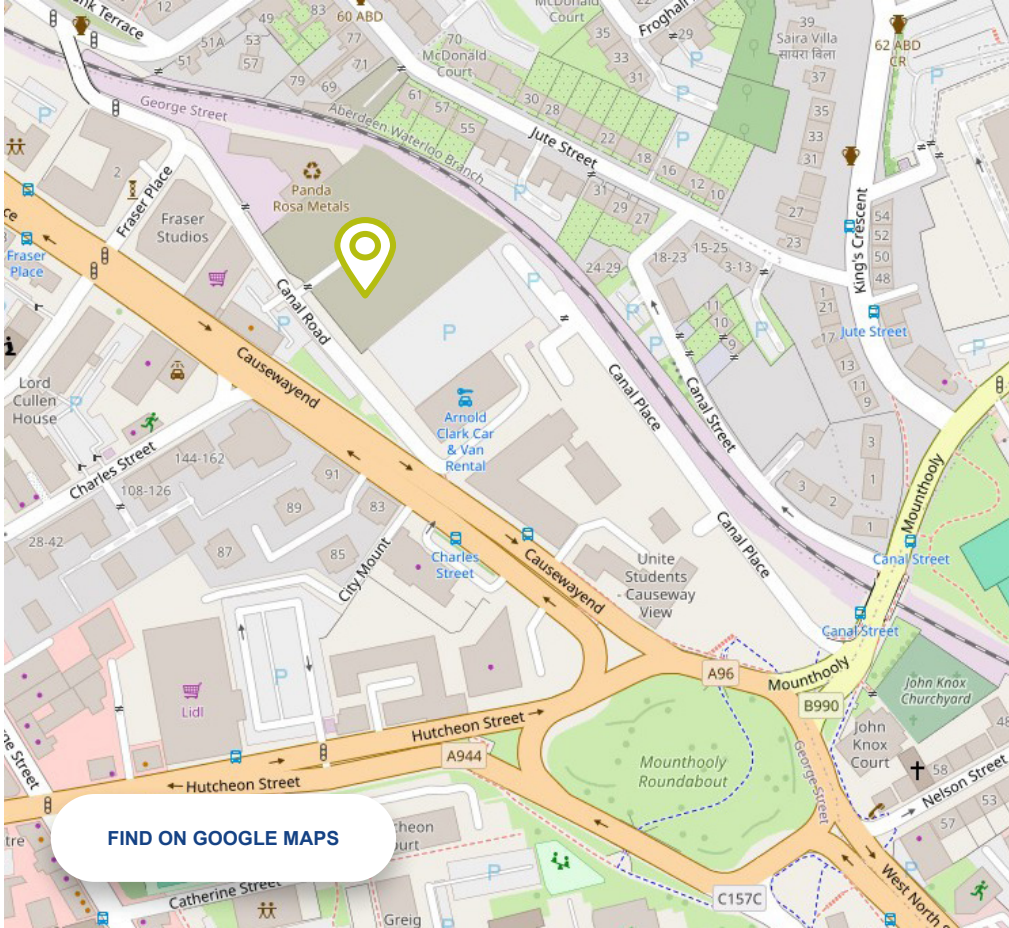 Terrace
12
49
83
60 ABD
McDonald
Court
Froghall
22
39
Saira Villa
सायरा विला
62 ABD
CR
51A
53
51
57
77
71
79
69
70
McDonald
Court
35
33
31
29
37
35
33
31
P
George Street
Aberdeen Waterloo Branch
61
57
55
30
28
22
18
16
12
10
Jute Street
P
P
P
2
Fraser Place
Fraser
Studios
Panda
Rosa Metals
31
29
27
24-29
18-23
15-25
3-13
27
23
King's Crescent
54
52
50
48
Fraser
Place
Canal Road
P
P
P
11
10
9
P
1
21
17
13
11
9
Jute Street
P
i
Lord
Cullen
House
P
Causewayend
Arnold
Clark Car
& Van
Rental
Canal Place
Canal Street
Charles Street
144-162
108-126
91
89
83
3
3
2
1
1
Mounthooly
28-42
87
85
City Mount
Charles
Street
Causewayend
Unite
Students
Causeway
View
Canal Place
Canal Street
Canal Street
P
Lidl
A96
Mounthooly
B990
John Knox
Churchyard
Hutcheon Street
A944
Hutcheon Street
Mounthooly
Roundabout
George Street
John
Knox
Court
58
Nelson Street
53
57
FIND ON GOOGLE MAPS
P
P
Catherine Street
Greig
C157C
West North